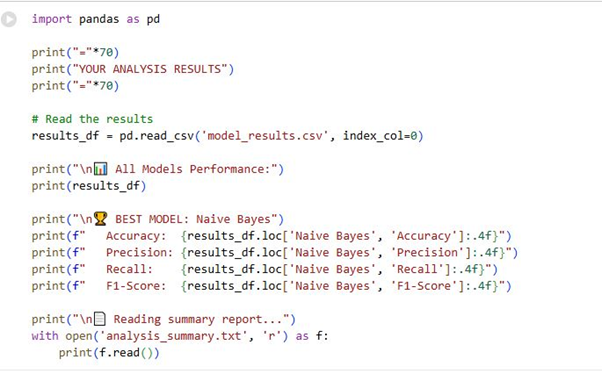 import pandas as pd
print("="*70)
print("YOUR ANALYSIS RESULTS")
print("="*70)
# Read the results
results_df = pd.read_csv('model_results.csv', index_col=0)
print("\n📊 All Models Performance:")
print(results_df)
print("\n🏆 BEST MODEL: Naive Bayes")
print(f"   Accuracy:  {results_df.loc['Naive Bayes', 'Accuracy']:.4f}")
print(f"   Precision: {results_df.loc['Naive Bayes', 'Precision']:.4f}")
print(f"   Recall:    {results_df.loc['Naive Bayes', 'Recall']:.4f}")
print(f"   F1-Score:  {results_df.loc['Naive Bayes', 'F1-Score']:.4f}")
print("\n📄 Reading summary report...")
with open('analysis_summary.txt', 'r') as f:
    print(f.read())